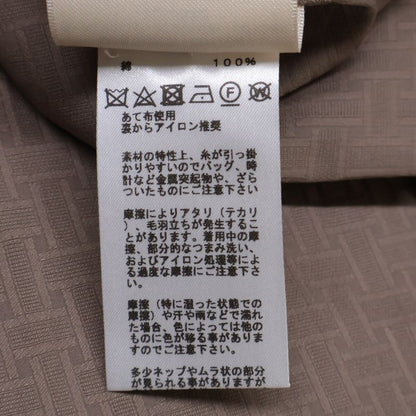 綿 100%
あて布使用
裏からアイロン推奨
素材の特性上、糸が引っ掛
かりやすいのでバッグ、時
計など金属突起物や、ざら
ついたものにご注意下さい
摩擦によりアタリ（テカリ
）、毛羽立ちが発生するこ
とがあります。着用中の摩
擦、部分的なつまみ洗い、
およびアイロン処理等によ
る過度な摩擦にご注意下さ
い。
摩擦（特に湿った状態での
摩擦）や汗や雨などで濡れ
た場合、色によっては他の
ものに色が移る事がありま
すのでご注意下さい
多少ネップやムラ状の部分
が見られる事がありますが